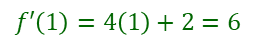 f′(1) = 4(1) + 2 = 6